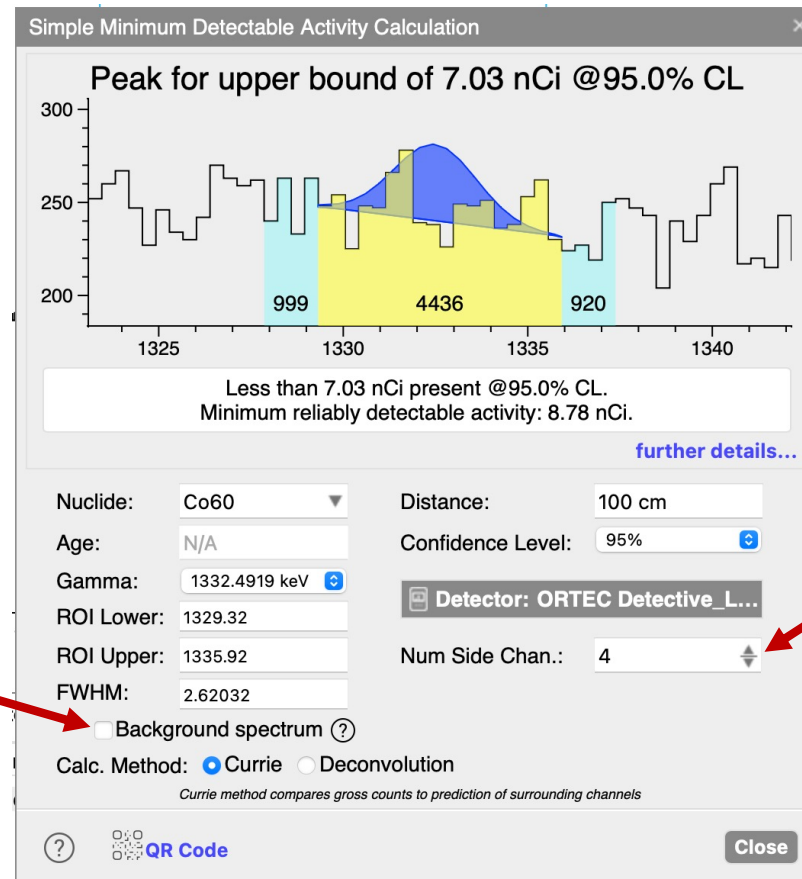 Simple Minimum Detectable Activity Calculation
Peak for upper bound of 7.03 nCi @95.0% CL
300
250
200
999 4436 920
1325 1330 1335 1340
Less than 7.03 nCi present @95.0% CL.
Minimum reliably detectable activity: 8.78 nCi.
further details...
Nuclide: Co60 Distance: 100 cm
Age: N/A Confidence Level: 95%
Gamma: 1332.4919 keV Detector: ORTEC Detective_L...
ROI Lower: 1329.32
ROI Upper: 1335.92 Num Side Chan.: 4
FWHM: 2.62032
Background spectrum ?
Calc. Method: Currie Deconvolution
Currie method compares gross counts to prediction of surrounding channels
? QR Code Close